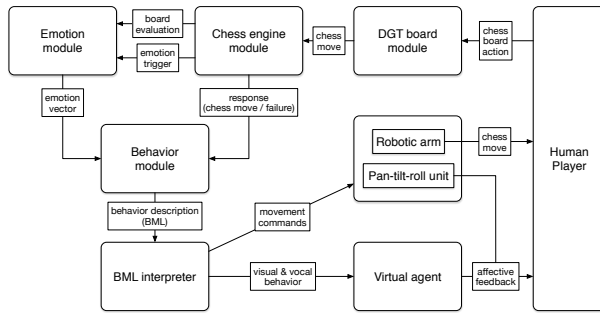 Emotion
module
board
evaluation
emotion
trigger
Chess engine
module
chess
move
DGT board
module
chess
board
action
emotion
vector
response
(chess move / failure)
Behavior
module
Robotic arm
Pan-tilt-roll unit
chess
move
Human
Player
behavior description
(BML)
movement
commands
BML interpreter
visual & vocal
behavior
Virtual agent
affective
feedback